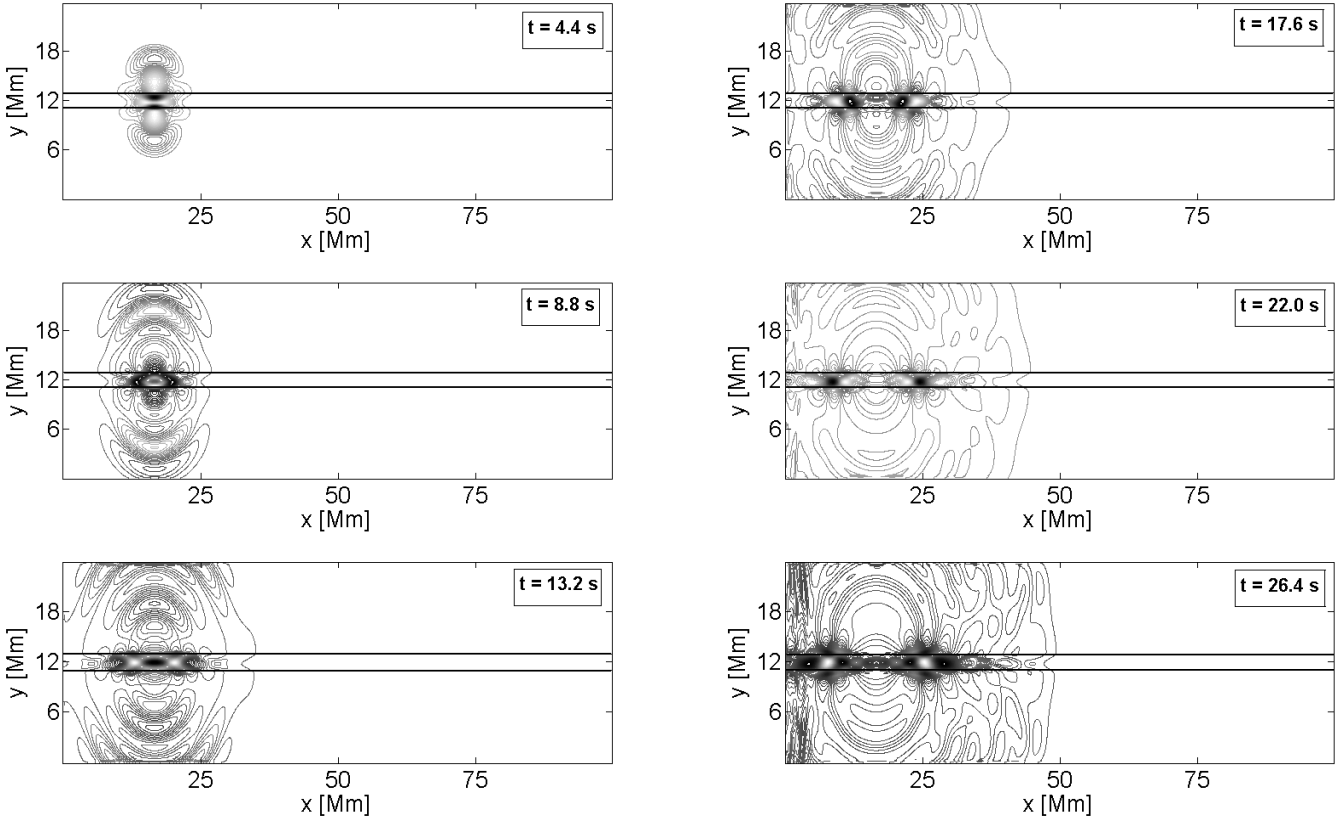 t = 4.4 s
18
12
6
y [Mm]
25 50 75
x [Mm]
t = 17.6 s
18
12
6
y [Mm]
25 50 75
x [Mm]
t = 8.8 s
18
12
6
y [Mm]
25 50 75
x [Mm]
t = 22.0 s
18
12
6
y [Mm]
25 50 75
x [Mm]
t = 13.2 s
18
12
6
y [Mm]
25 50 75
x [Mm]
t = 26.4 s
18
12
6
y [Mm]
25 50 75
x [Mm]